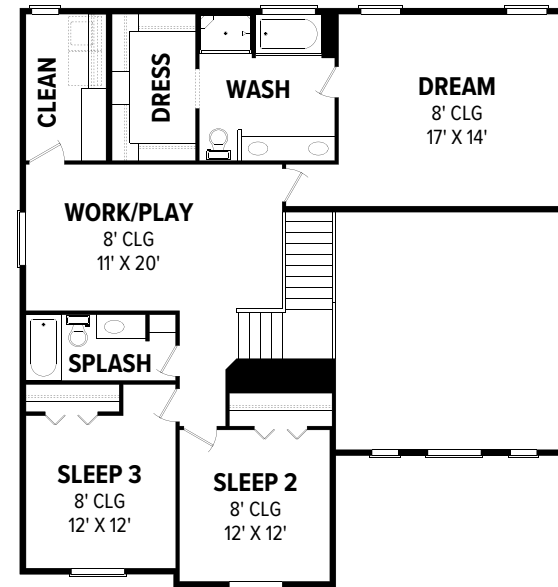 CLEAN
DRESS
WASH
DREAM
8' CLG
17' X 14'
WORK/PLAY
8' CLG
11' X 20'
SPLASH
SLEEP 3
8' CLG
12' X 12'
SLEEP 2
8' CLG
12' X 12'